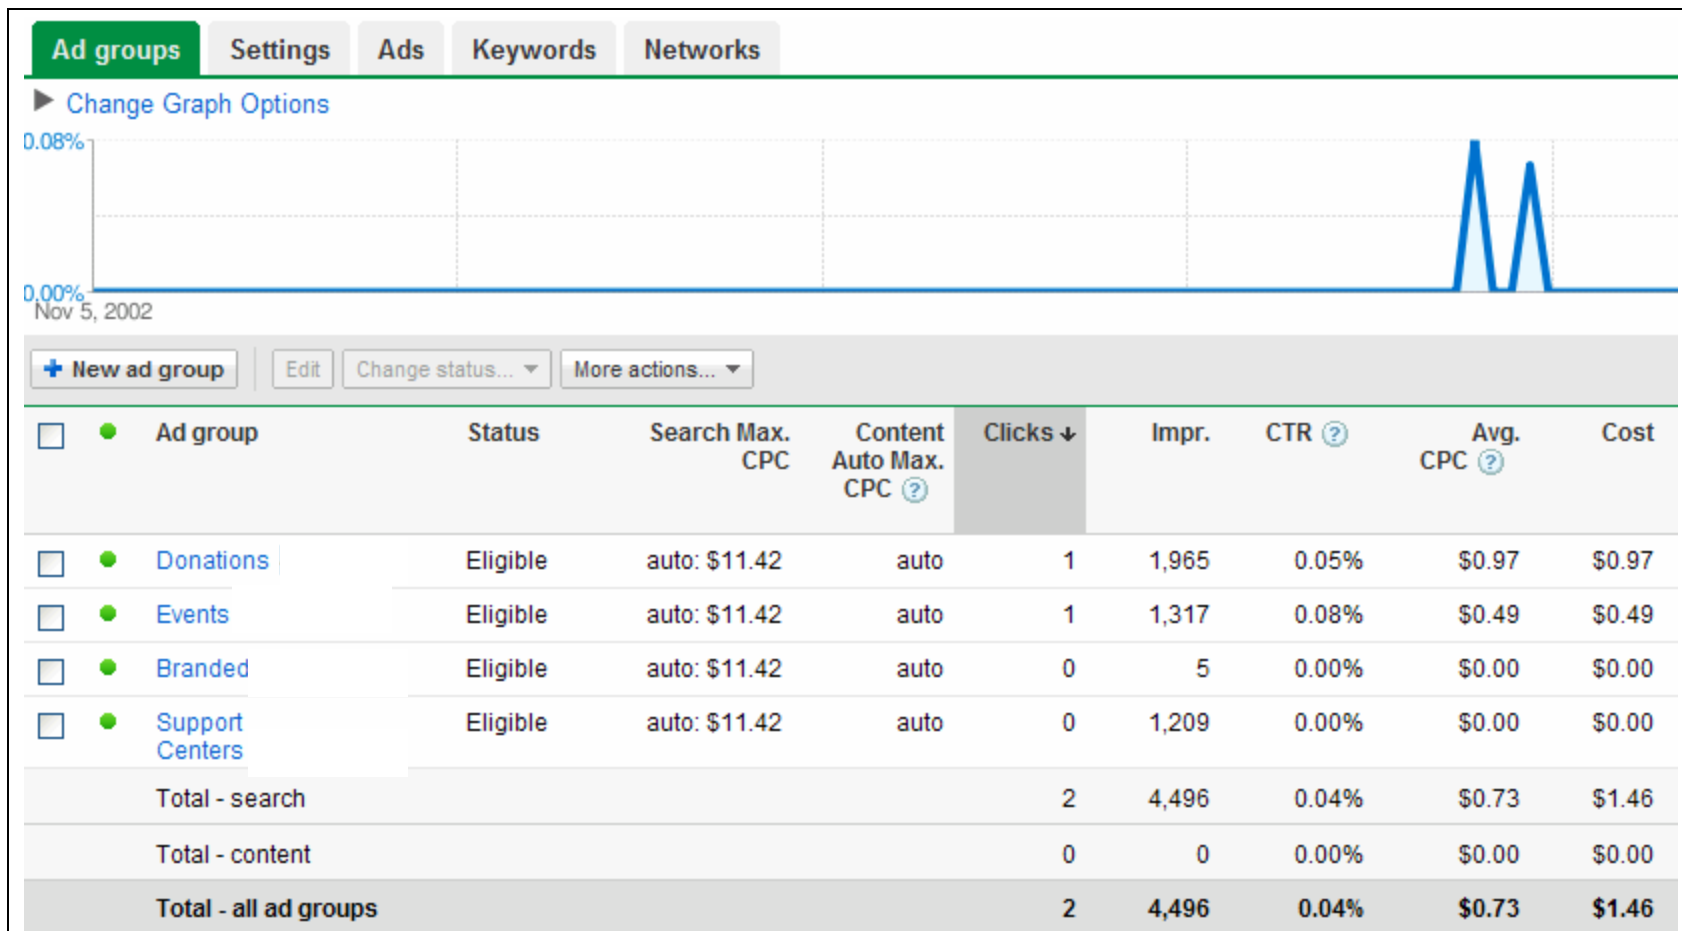 Ad groups Settings Ads Keywords Networks
Change Graph Options
0.08%
0.00%
Nov 5, 2002
New ad group Edit Change status... More actions...
Ad group Status Search Max. CPC Content Auto Max. CPC ? Clicks Impr. CTR ? Avg. CPC ? Cost
Donations Eligible auto: $11.42 auto 1 1,965 0.05% $0.97 $0.97
Events Eligible auto: $11.42 auto 1 1,317 0.08% $0.49 $0.49
Branded Eligible auto: $11.42 auto 0 5 0.00% $0.00 $0.00
Support Eligible auto: $11.42 auto 0 1,209 0.00% $0.00 $0.00
Centers
Total - search 2 4,496 0.04% $0.73 $1.46
Total - content 0 0 0.00% $0.00 $0.00
Total - all ad groups 2 4,496 0.04% $0.73 $1.46